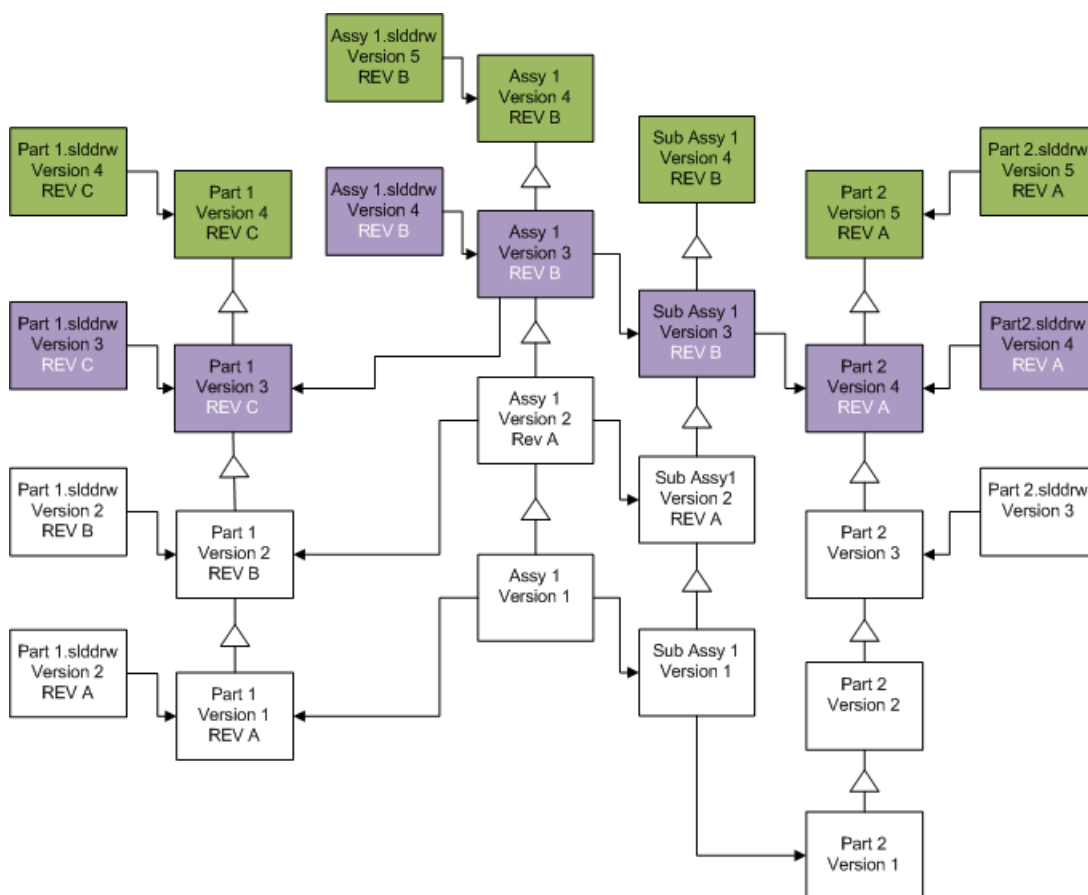 Assy 1.slddrw
Version 5
REV B
Assy 1
Version 4
REV B
Part 1.slddrw
Version 4
REV C
Part 1
Version 4
REV C
Assy 1.slddrw
Version 4
REV B
Assy 1
Version 3
REV B
Sub Assy 1
Version 4
REV B
Part 2
Version 5
REV A
Part 2.slddrw
Version 5
REV A
Part 1.slddrw
Version 3
REV C
Part 1
Version 3
REV C
Sub Assy 1
Version 3
REV B
Part 2
Version 4
REV A
Part2.slddrw
Version 4
REV A
Assy 1
Version 2
Rev A
Part 1.slddrw
Version 2
REV B
Part 1
Version 2
REV B
Sub Assy1
Version 2
REV A
Part 2
Version 3
Part 2.slddrw
Version 3
Assy 1
Version 1
Part 1.slddrw
Version 2
REV A
Part 1
Version 1
REV A
Sub Assy 1
Version 1
Part 2
Version 2
Part 2
Version 1